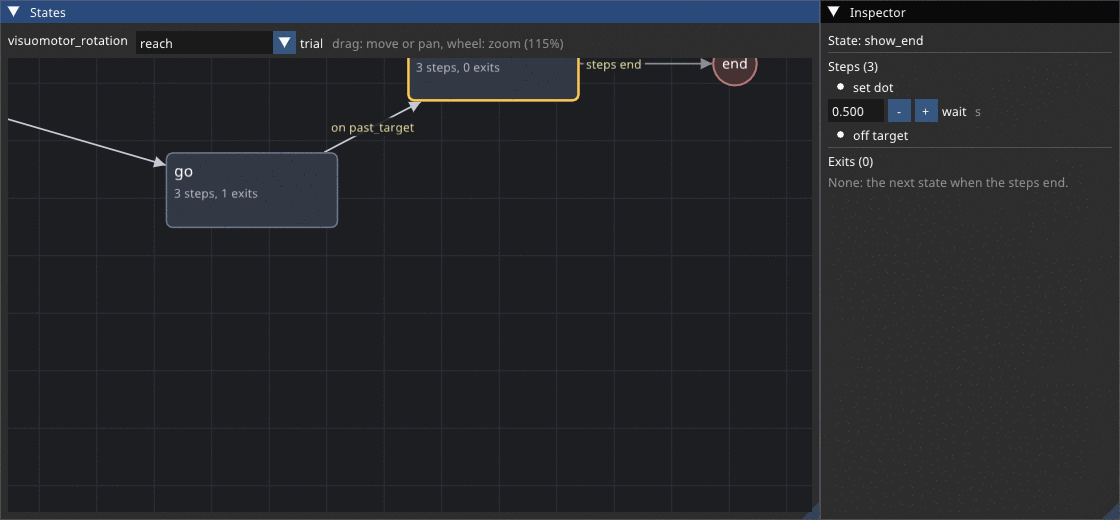 States
visuomotor_rotation reach trial drag: move or pan, wheel: zoom (115%)
3 steps, 0 exits
steps end
end
on past_target
go
3 steps, 1 exits
Inspector
State: show_end
Steps (3)
set dot
0.500 - + wait s
off target
Exits (0)
None: the next state when the steps end.